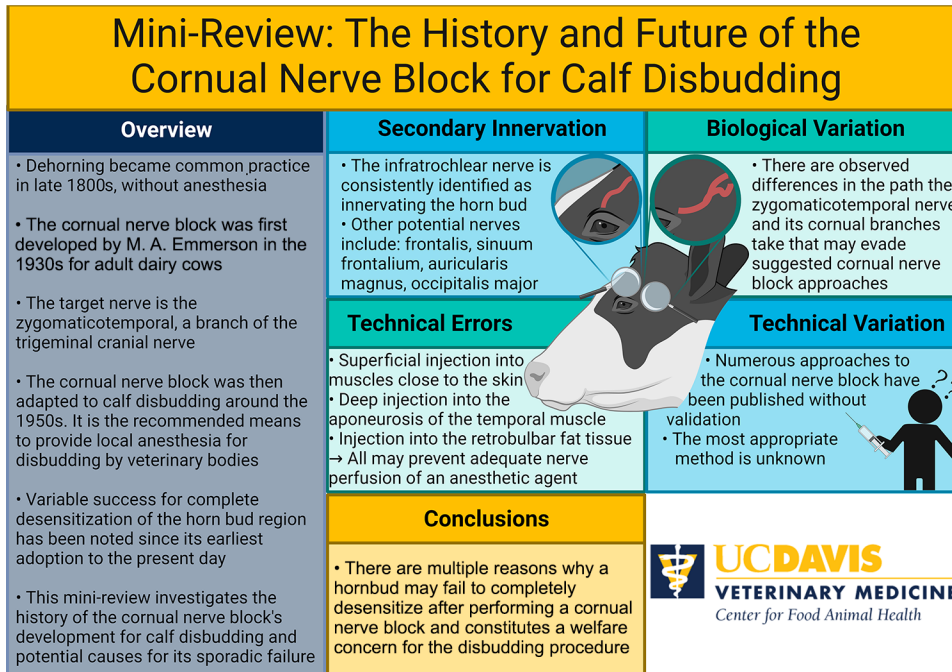 Mini-Review: The History and Future of the
Cornual Nerve Block for Calf Disbudding
Overview
• Dehorning became common practice
in late 1800s, without anesthesia
• The cornual nerve block was first
developed by M. A. Emmerson in the
1930s for adult dairy cows
• The target nerve is the
zygomaticotemporal, a branch of the
trigeminal cranial nerve
• The cornual nerve block was then
adapted to calf disbudding around the
1950s. It is the recommended means
to provide local anesthesia for
disbudding by veterinary bodies
• Variable success for complete
desensitization of the horn bud region
has been noted since its earliest
adoption to the present day
• This mini-review investigates the
history of the cornual nerve block's
development for calf disbudding and
potential causes for its sporadic failure
Secondary Innervation
• The infratrochlear nerve is
consistently identified as
innervating the horn bud
• Other potential nerves
include: frontalis, sinuum
frontalium, auricularis
magnus, occipitalis major
Biological Variation
• There are observed
differences in the path the
zygomaticotemporal nerve
and its cornual branches
take that may evade
suggested cornual nerve
block approaches
Technical Errors
• Superficial injection into
muscles close to the skin
• Deep injection into the
aponeurosis of the temporal muscle
• Injection into the retrobulbar fat tissue
→ All may prevent adequate nerve
perfusion of an anesthetic agent
Technical Variation
• Numerous approaches to
the cornual nerve block have
been published without
validation
• The most appropriate
method is unknown
? ?
Conclusions
• There are multiple reasons why a
hornbud may fail to completely
desensitize after performing a cornual
nerve block and constitutes a welfare
concern for the disbudding procedure
UCDAVIS
VETERINARY MEDICINE
Center for Food Animal Health